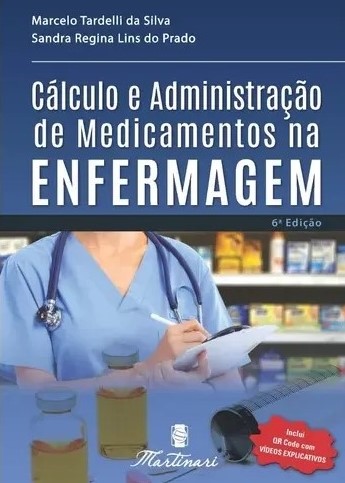 Marcelo Tardelli da Silva
Sandra Regina Lins do Prado
Cálculo e Administração
de Medicamentos na
ENFERMAGEM
6ª Edição
Inclui
QR Code com
VÍDEOS EXPLICATIVOS
Martinari